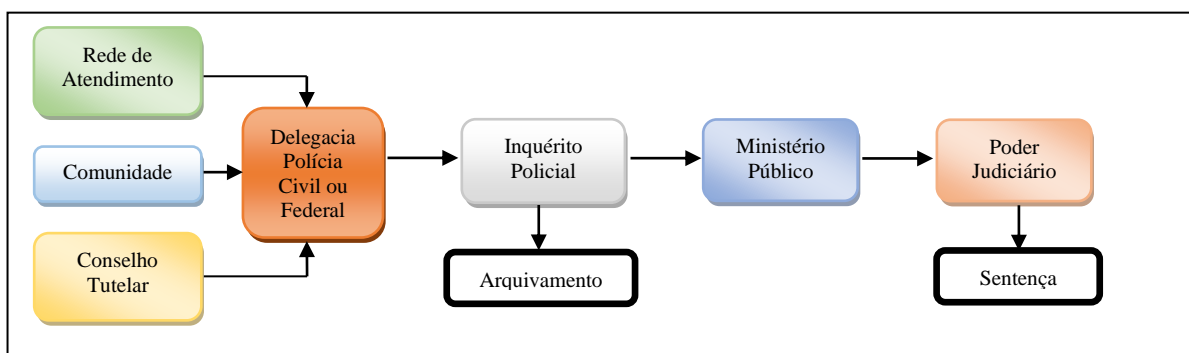 Rede de
Atendimento
Comunidade
Conselho
Tutelar
Delegacia
Polícia
Civil ou
Federal
Inquérito
Policial
Arquivamento
Ministério
Público
Poder
Judiciário
Sentença